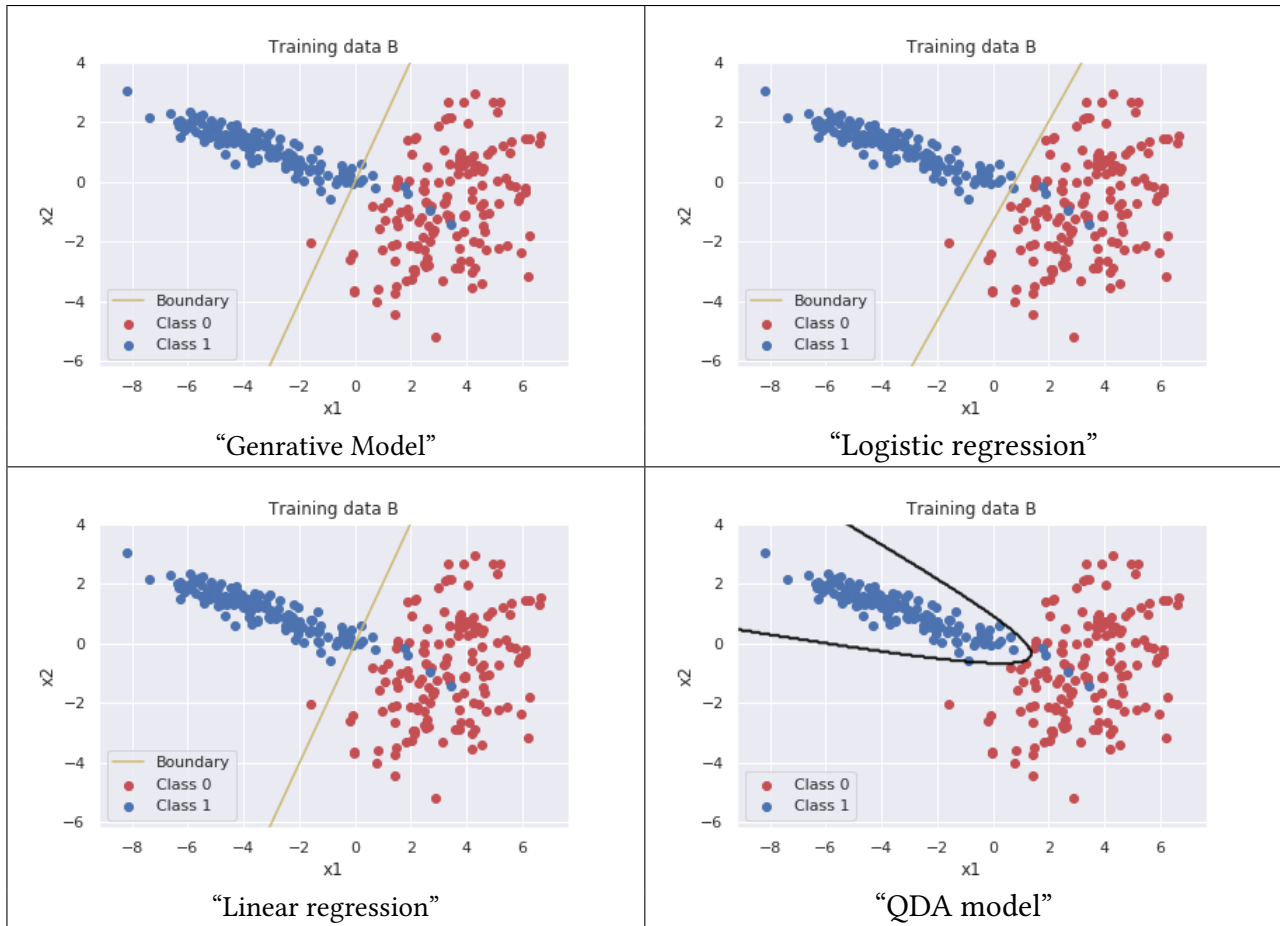 Training data B
4
2
0
−2
−4
−6
x2
Boundary
Class 0
Class 1
−8 −6 −4 −2 0 2 4 6
x1
“Genrative Model”
Training data B
4
2
0
−2
−4
−6
x2
Boundary
Class 0
Class 1
−8 −6 −4 −2 0 2 4 6
x1
“Logistic regression”
Training data B
4
2
0
−2
−4
−6
x2
Boundary
Class 0
Class 1
−8 −6 −4 −2 0 2 4 6
x1
“Linear regression”
Training data B
4
2
0
−2
−4
−6
x2
Class 0
Class 1
−8 −6 −4 −2 0 2 4 6
x1
“QDA model”